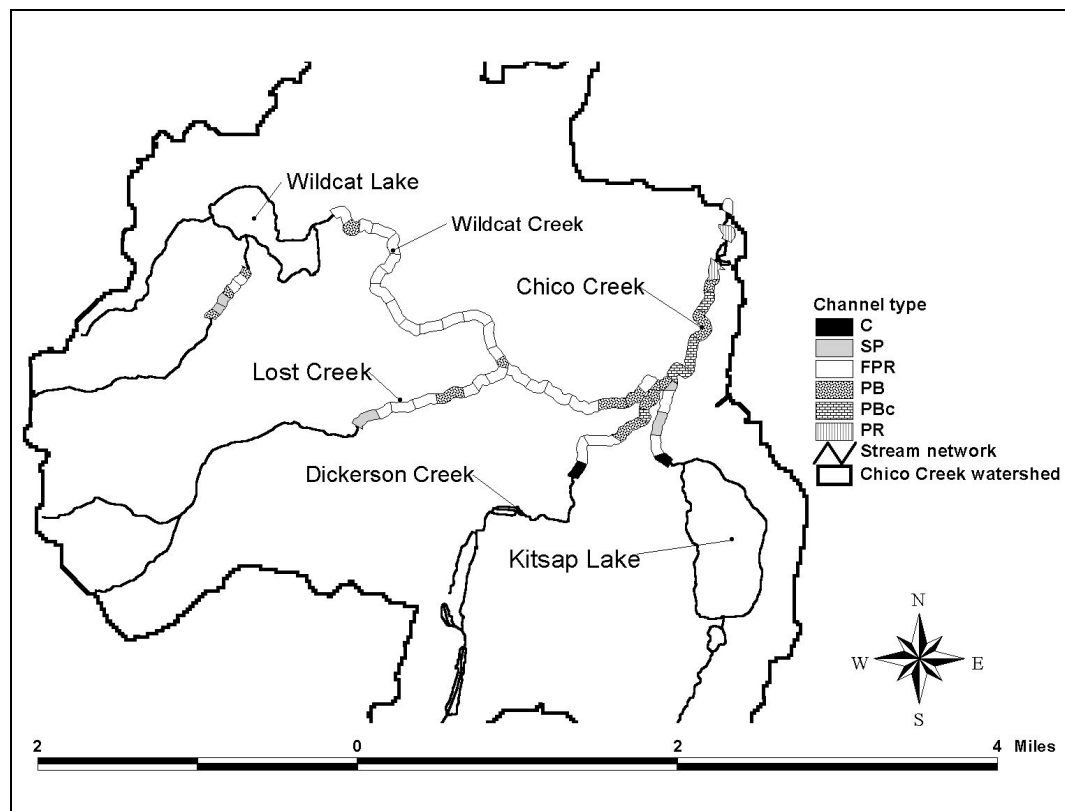 Wildcat Lake
Wildcat Creek
Chico Creek
Lost Creek
Dickerson Creek
Kitsap Lake
Channel type
C
SP
FPR
PB
PBc
PR
Stream network
Chico Creek watershed
N
W
E
S
2 0 2 4 Miles